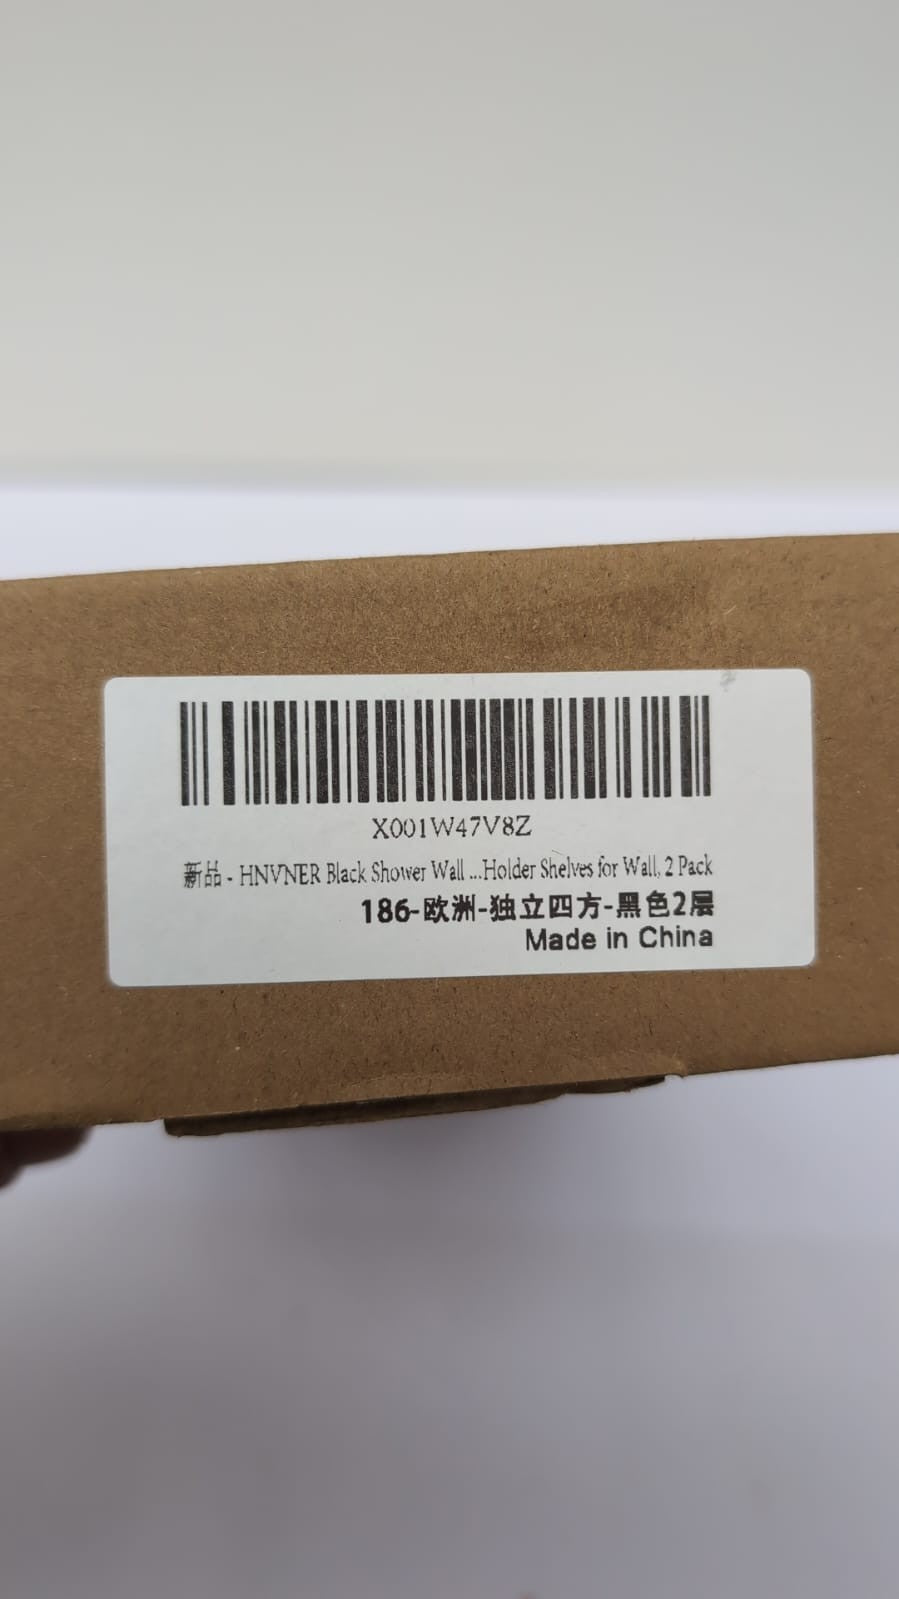 X001W47V8Z
新品 - HNVNER Black Shower Wall ...Holder Shelves for Wall, 2 Pack
186-欧洲-独立四方-黑色2层
Made in China